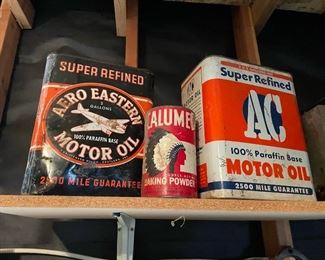 SUPER REFINED
AERO EASTERN
2 GALLONS
100% PARAFFIN BASE
MOTOR OIL
2500 MILE GUARANTEE
CALUMET
BAKING POWDER
Super Refined
AC
100% Paraffin Base
MOTOR OIL
2500 MILE GUARANTEE